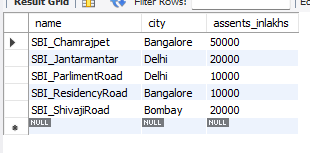 Result Grid Filter Rows:
name city assents_inlakhs
SBI_Chamrajpet Bangalore 50000
SBI_Jantarmantar Delhi 20000
SBI_ParlimentRoad Delhi 10000
SBI_ResidencyRoad Bangalore 10000
SBI_ShivajiRoad Bombay 20000
NULL NULL NULL